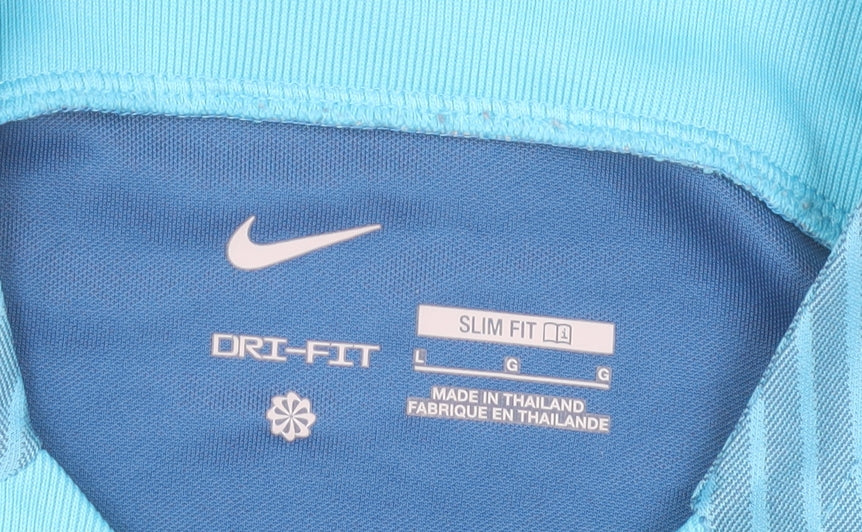 DRI-FIT
SLIM FIT
L G G
MADE IN THAILAND
FABRIQUE EN THAILANDE